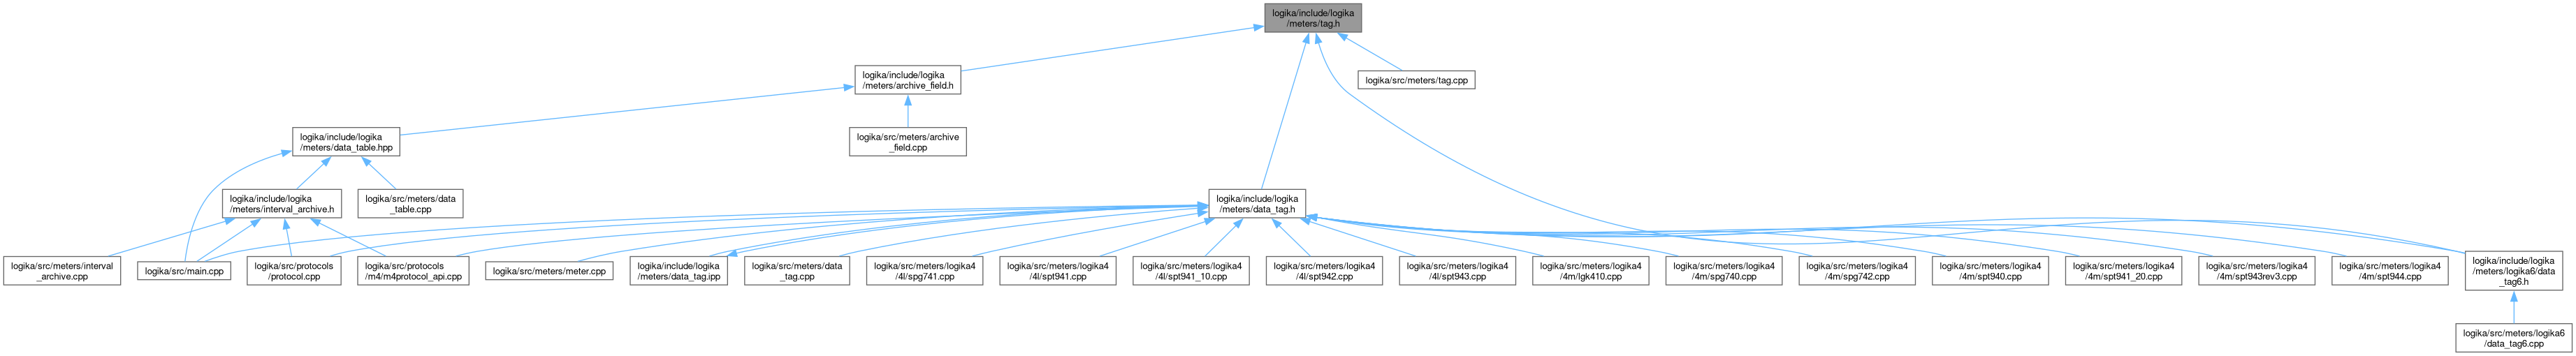 logika/include/logika
/meters/tag.h
logika/include/logika
/meters/archive_field.h
logika/src/meters/tag.cpp
logika/include/logika
/meters/data_table.hpp
logika/src/meters/archive
_field.cpp
logika/include/logika
/meters/interval_archive.h
logika/src/meters/data
_table.cpp
logika/include/logika
/meters/data_tag.h
logika/src/meters/interval
_archive.cpp
logika/src/main.cpp
logika/src/protocols
/protocol.cpp
logika/src/protocols
/m4/m4protocol_api.cpp
logika/src/meters/meter.cpp
logika/include/logika
/meters/data_tag.ipp
logika/src/meters/data
_tag.cpp
logika/src/meters/logika4
/4l/spg741.cpp
logika/src/meters/logika4
/4l/spt941.cpp
logika/src/meters/logika4
/4l/spt941_10.cpp
logika/src/meters/logika4
/4l/spt942.cpp
logika/src/meters/logika4
/4l/spt943.cpp
logika/src/meters/logika4
/4m/lgk410.cpp
logika/src/meters/logika4
/4m/spg740.cpp
logika/src/meters/logika4
/4m/spg742.cpp
logika/src/meters/logika4
/4m/spt940.cpp
logika/src/meters/logika4
/4m/spt941_20.cpp
logika/src/meters/logika4
/4m/spt943rev3.cpp
logika/src/meters/logika4
/4m/spt944.cpp
logika/include/logika
/meters/logika6/data
_tag6.h
logika/src/meters/logika6
/data_tag6.cpp